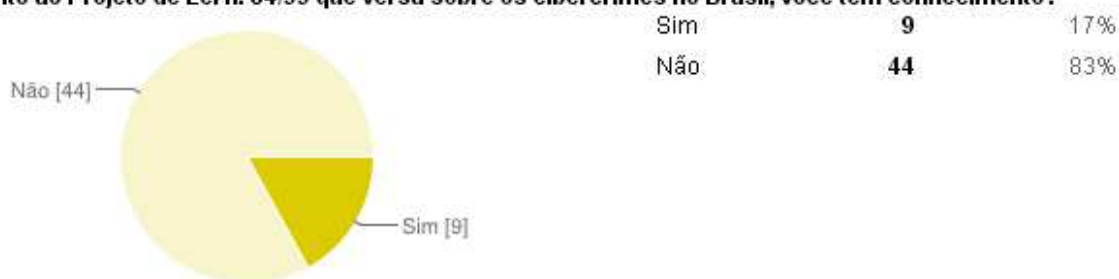 do Projeto de Lei n. 84/99 que versa sobre os cibercrimes no Brasil, você tem conhecimento?
Sim 9 17%
Não 44 83%
Não [44]
Sim [9]